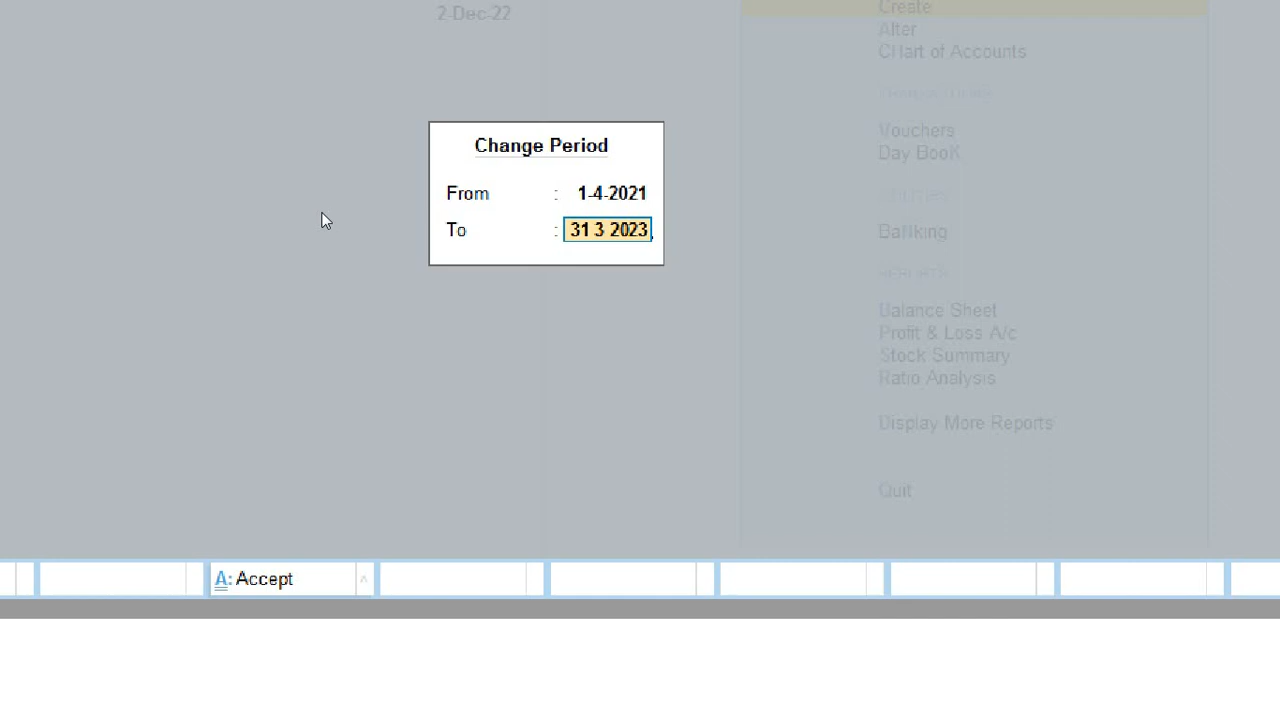 Create
2-Dec-22
Alter
CHart of Accounts
Vouchers
Day BooK
Change Period
From : 1-4-2021
To : 31 3 2023
BaNking
Balance Sheet
Profit & Loss A/c
Stock Summary
Ratio Analysis
Display More Reports
Quit
A: Accept